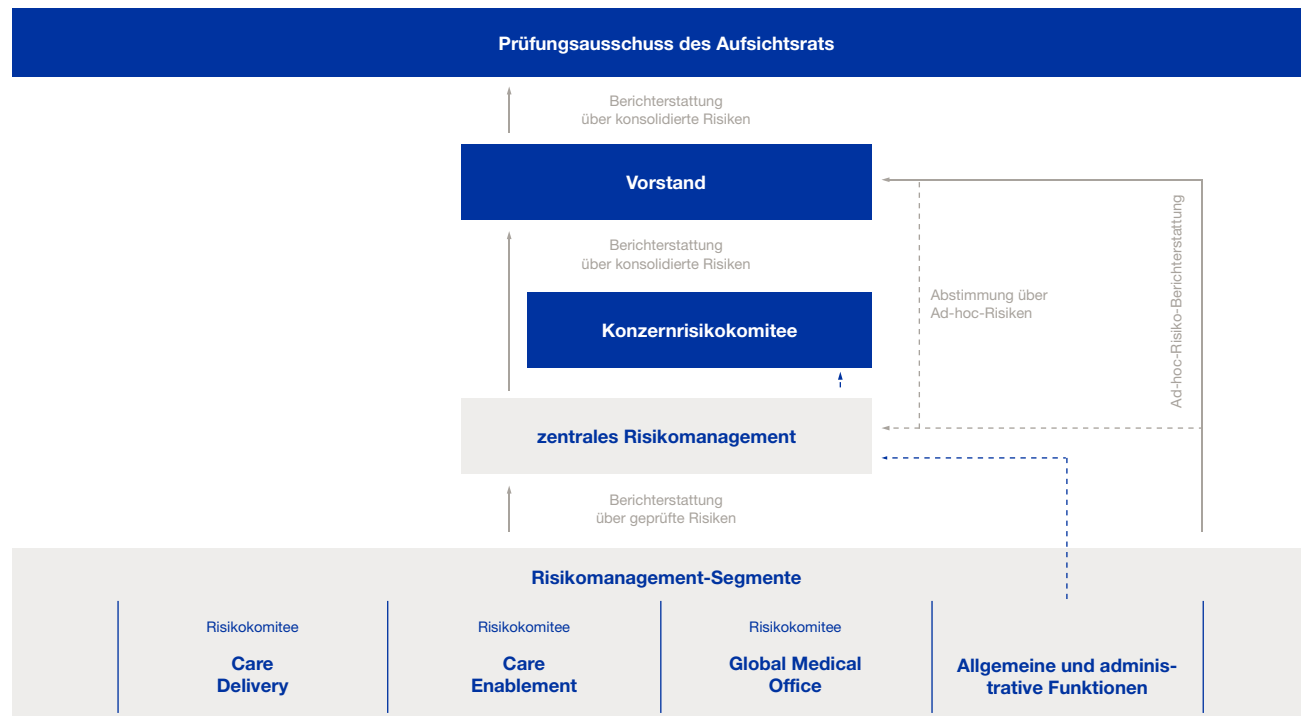 Prüfungsausschuss des Aufsichtsrats
Berichterstattung
über konsolidierte Risiken
Vorstand
Berichterstattung
über konsolidierte Risiken
Abstimmung über
Ad-hoc-Risiken
Ad-hoc-Risiko-Berichterstattung
Konzernrisikokomitee
zentrales Risikomanagement
Berichterstattung
über geprüfte Risiken
Risikomanagement-Segmente
Risikokomitee
Care
Delivery
Risikokomitee
Care
Enablement
Risikokomitee
Global Medical
Office
Allgemeine und adminis-
trative Funktionen